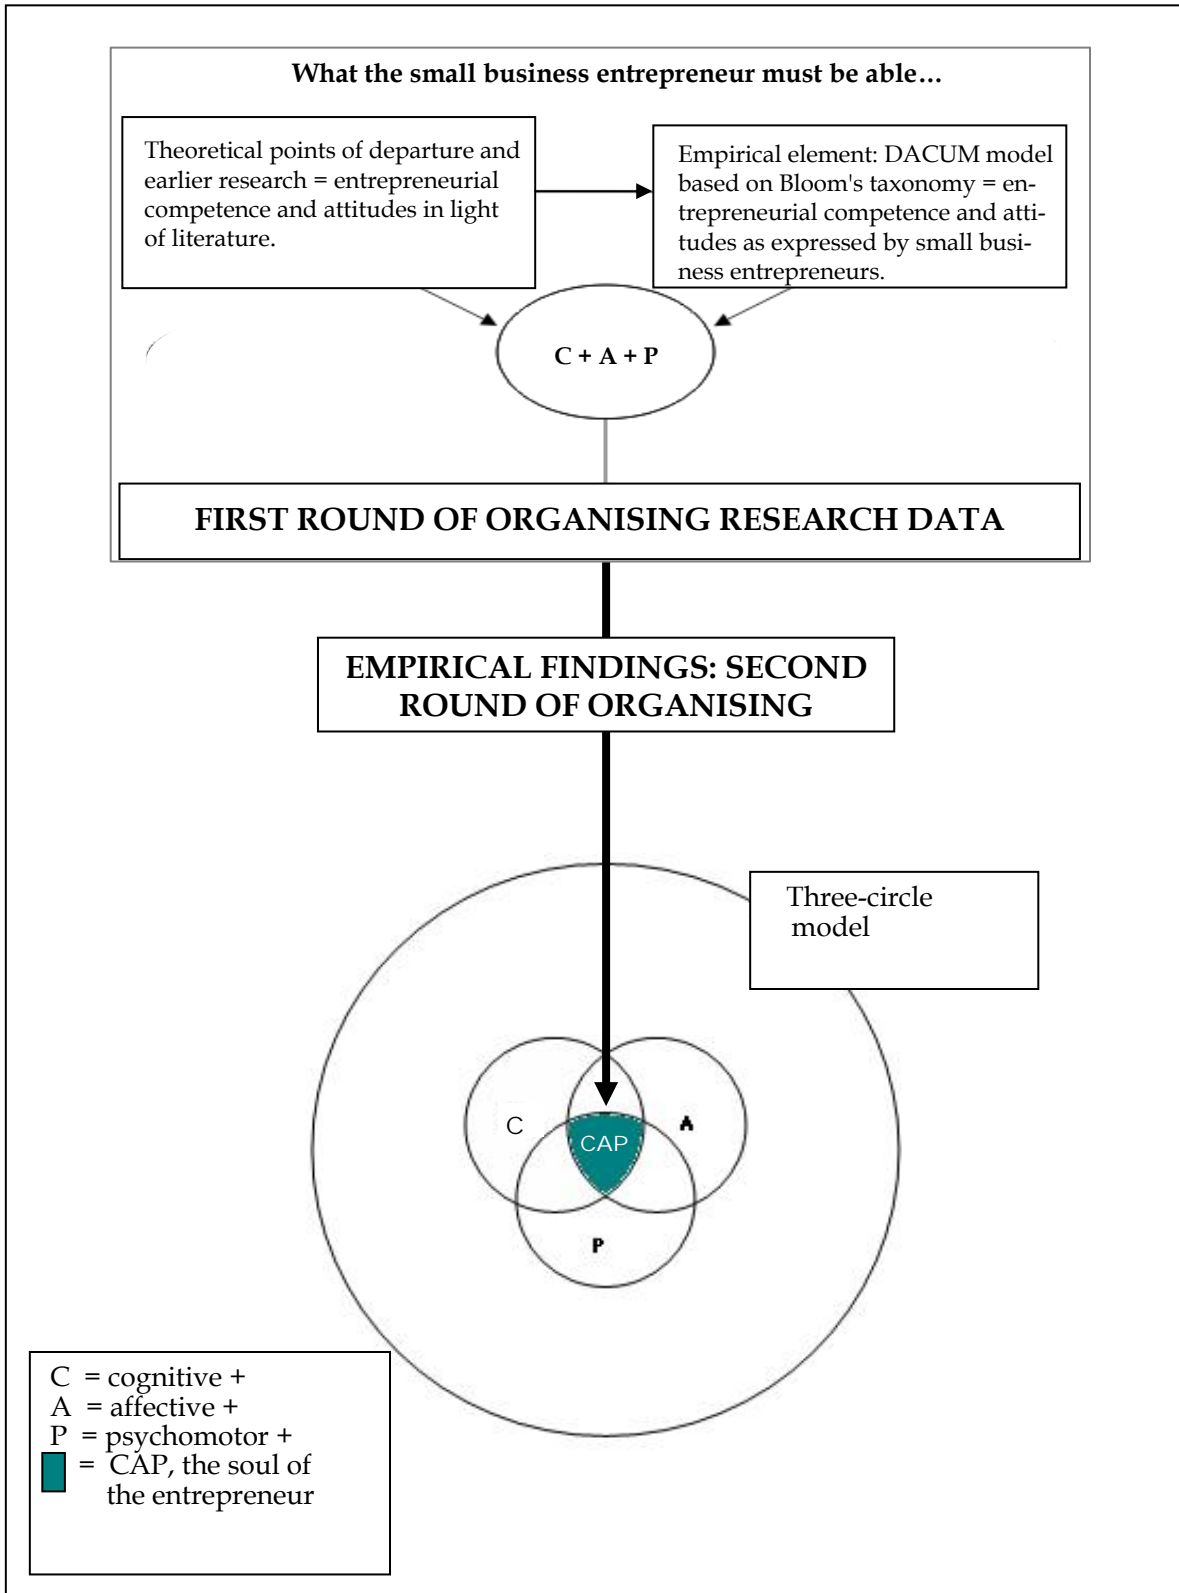 What the small business entrepreneur must be able…
Theoretical points of departure and
earlier research = entrepreneurial
competence and attitudes in light
of literature.
Empirical element: DACUM model
based on Bloom's taxonomy = en-
trepreneurial competence and atti-
tudes as expressed by small busi-
ness entrepreneurs.
C + A + P
FIRST ROUND OF ORGANISING RESEARCH DATA
EMPIRICAL FINDINGS: SECOND
ROUND OF ORGANISING
Three-circle
model
C
A
CAP
P
C = cognitive +
A = affective +
P = psychomotor +
= CAP, the soul of
the entrepreneur